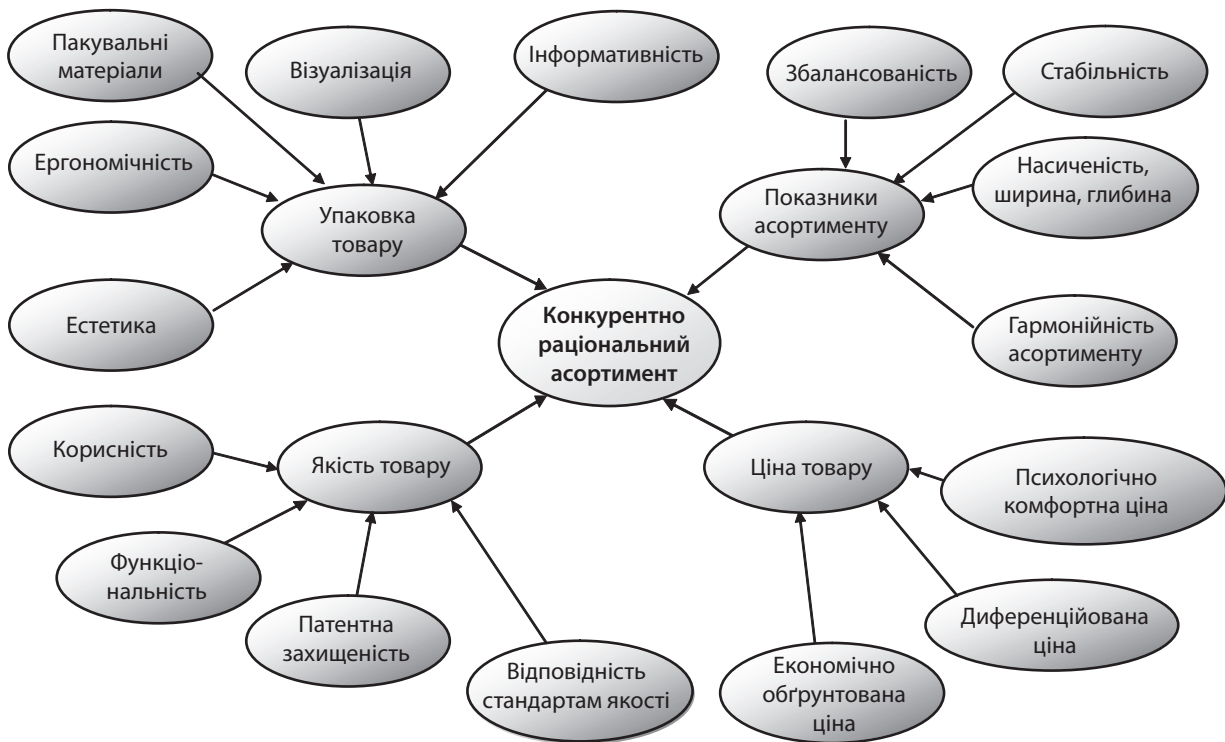 Пакувальні
матеріали
Візуалізація
Інформативність
Збалансованість
Стабільність
Ергономічність
Насиченість,
ширина, глибина
Упаковка
товару
Показники
асортименту
Естетика
Конкурентно
раціональний
асортимент
Гармонійність
асортименту
Корисність
Якість товару
Ціна товару
Психологічно
комфортна ціна
Функціо-
нальність
Патентна
захищеність
Відповідність
стандартам якості
Економічно
обґрунтована
ціна
Диференційована
ціна